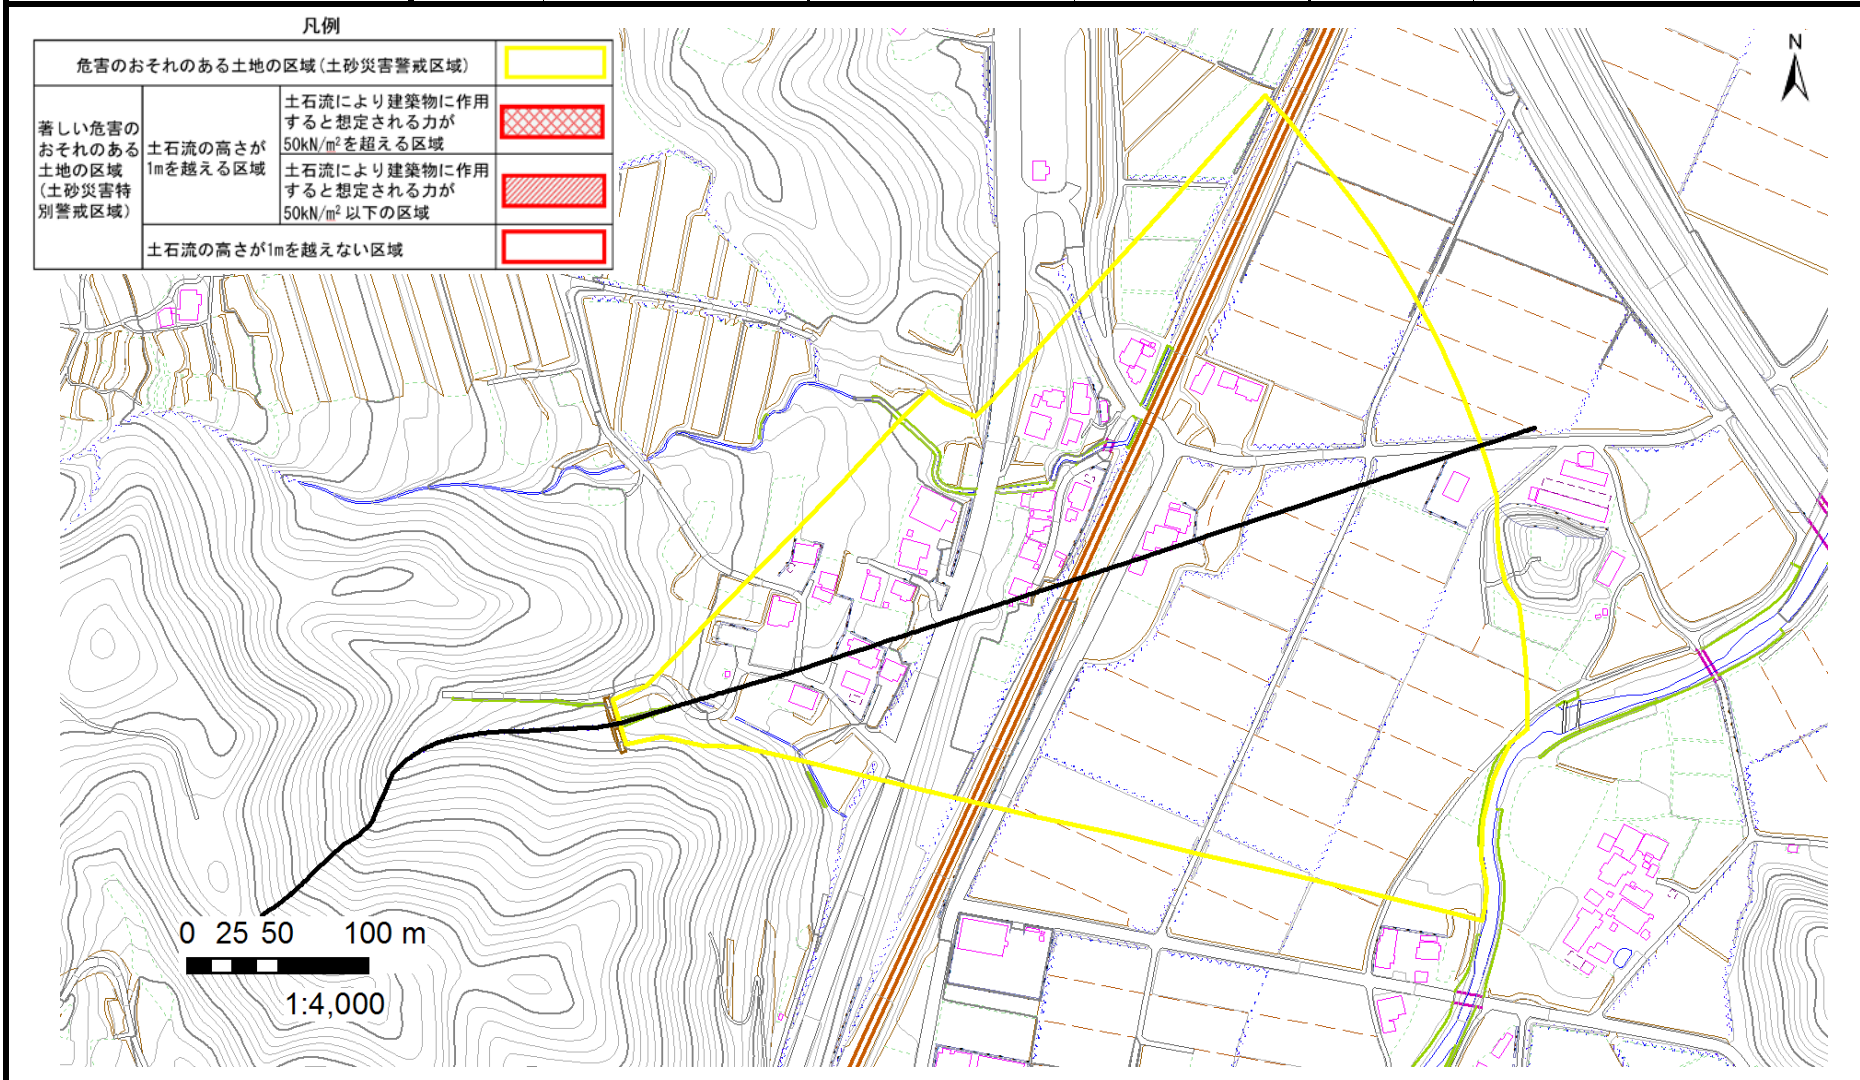 凡例
危害のおそれのある土地の区域(土砂災害警戒区域)
著しい危害の
おそれのある
土地の区域
(土砂災害特
別警戒区域)
土石流の高さが
1mを越える区域
土石流により建築物に作用
すると想定される力が
50kN/m²を超える区域
土石流により建築物に作用
すると想定される力が
50kN/m² 以下の区域
土石流の高さが1mを越えない区域
N
0 25 50 100 m
1:4,000